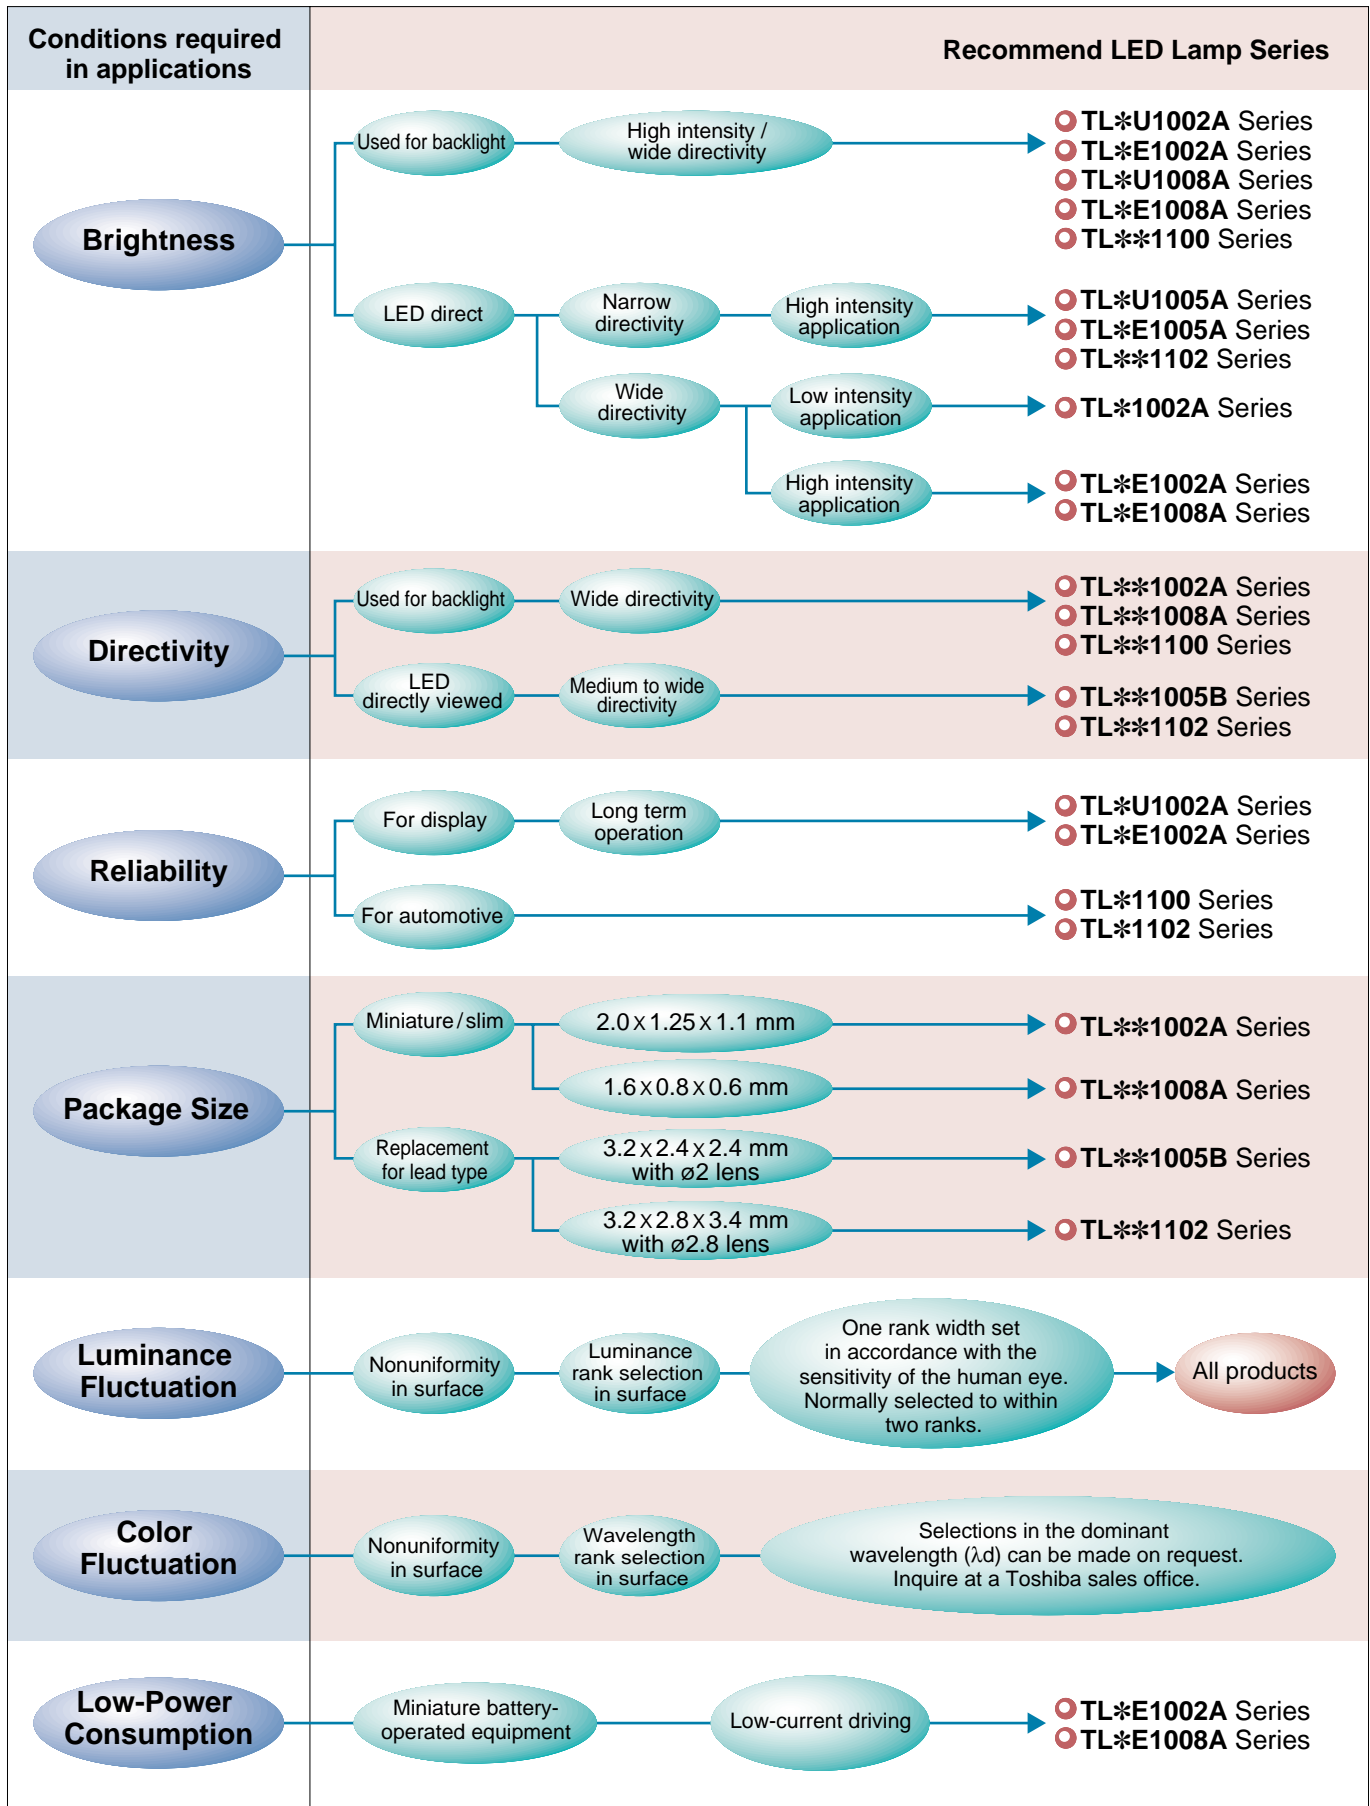 Conditions required
in applications
Recommend LED Lamp Series
Brightness
Used for backlight
High intensity /
wide directivity
TL✻U1002A Series
TL✻E1002A Series
TL✻U1008A Series
TL✻E1008A Series
TL✻✻1100 Series
LED direct
Narrow
directivity
High intensity
application
TL✻U1005A Series
TL✻E1005A Series
TL✻✻1102 Series
Wide
directivity
Low intensity
application
TL✻1002A Series
High intensity
application
TL✻E1002A Series
TL✻E1008A Series
Directivity
Used for backlight
Wide directivity
TL✻✻1002A Series
TL✻✻1008A Series
TL✻✻1100 Series
LED
directly viewed
Medium to wide
directivity
TL✻✻1005B Series
TL✻✻1102 Series
Reliability
For display
Long term
operation
TL✻U1002A Series
TL✻E1002A Series
For automotive
TL✻1100 Series
TL✻1102 Series
Package Size
Miniature / slim
2.0 x 1.25 x 1.1 mm
TL✻✻1002A Series
1.6 x 0.8 x 0.6 mm
TL✻✻1008A Series
Replacement
for lead type
3.2 x 2.4 x 2.4 mm
with ø2 lens
TL✻✻1005B Series
3.2 x 2.8 x 3.4 mm
with ø2.8 lens
TL✻✻1102 Series
Luminance
Fluctuation
Nonuniformity
in surface
Luminance
rank selection
in surface
One rank width set
in accordance with the
sensitivity of the human eye.
Normally selected to within
two ranks.
All products
Color
Fluctuation
Nonuniformity
in surface
Wavelength
rank selection
in surface
Selections in the dominant
wavelength (λd) can be made on request.
Inquire at a Toshiba sales office.
Low-Power
Consumption
Miniature battery-
operated equipment
Low-current driving
TL✻E1002A Series
TL✻E1008A Series